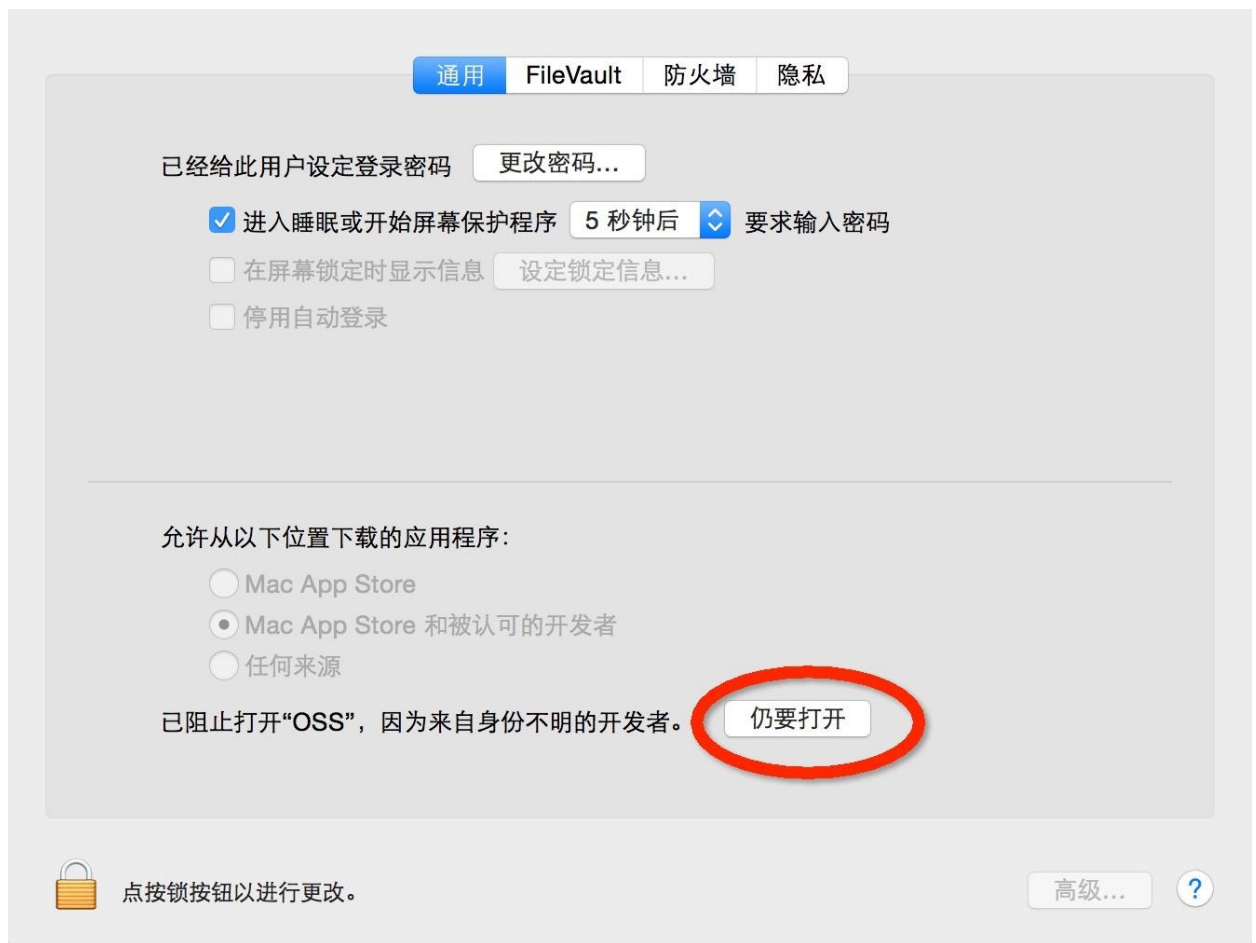 通用 FileVault 防火墙 隐私
已经给此用户设定登录密码 更改密码...
进入睡眠或开始屏幕保护程序 5 秒钟后 要求输入密码
在屏幕锁定时显示信息 设定锁定信息...
停用自动登录
允许从以下位置下载的应用程序：
Mac App Store
Mac App Store 和被认可的开发者
任何来源
已阻止打开“OSS”，因为来自身份不明的开发者。 仍要打开
点按锁按钮以进行更改。 高级... ?